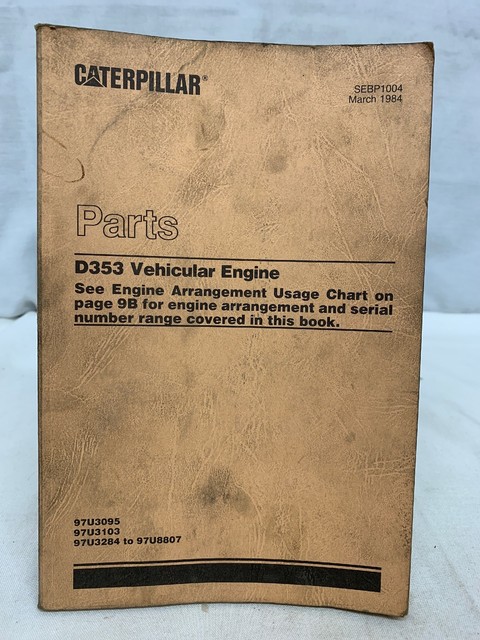 CATERPILLAR®
SEBP1004
March 1984
Parts
D353 Vehicular Engine
See Engine Arrangement Usage Chart on
page 9B for engine arrangement and serial
number range covered in this book.
97U3095
97U3103
97U3284 to 97U8807